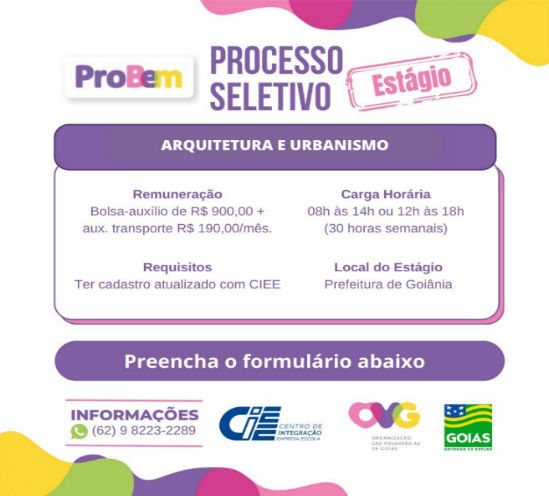 ProBem
PROCESSO
SELETIVO
Estágio
ARQUITETURA E URBANISMO
Remuneração
Bolsa-auxílio de R$ 900,00 +
aux. transporte R$ 190,00/mês.
Carga Horária
08h às 14h ou 12h às 18h
(30 horas semanais)
Requisitos
Ter cadastro atualizado com CIEE
Local do Estágio
Prefeitura de Goiânia
Preencha o formulário abaixo
INFORMAÇÕES
(62) 9 8223-2289
CIEE
CENTRO DE
INTEGRAÇÃO
EMPRESA ESCOLA
OVG
ORGANIZAÇÃO
DAS VOLUNTÁRIAS
DE GOIÁS
GOIÁS
GOVERNO DO ESTADO